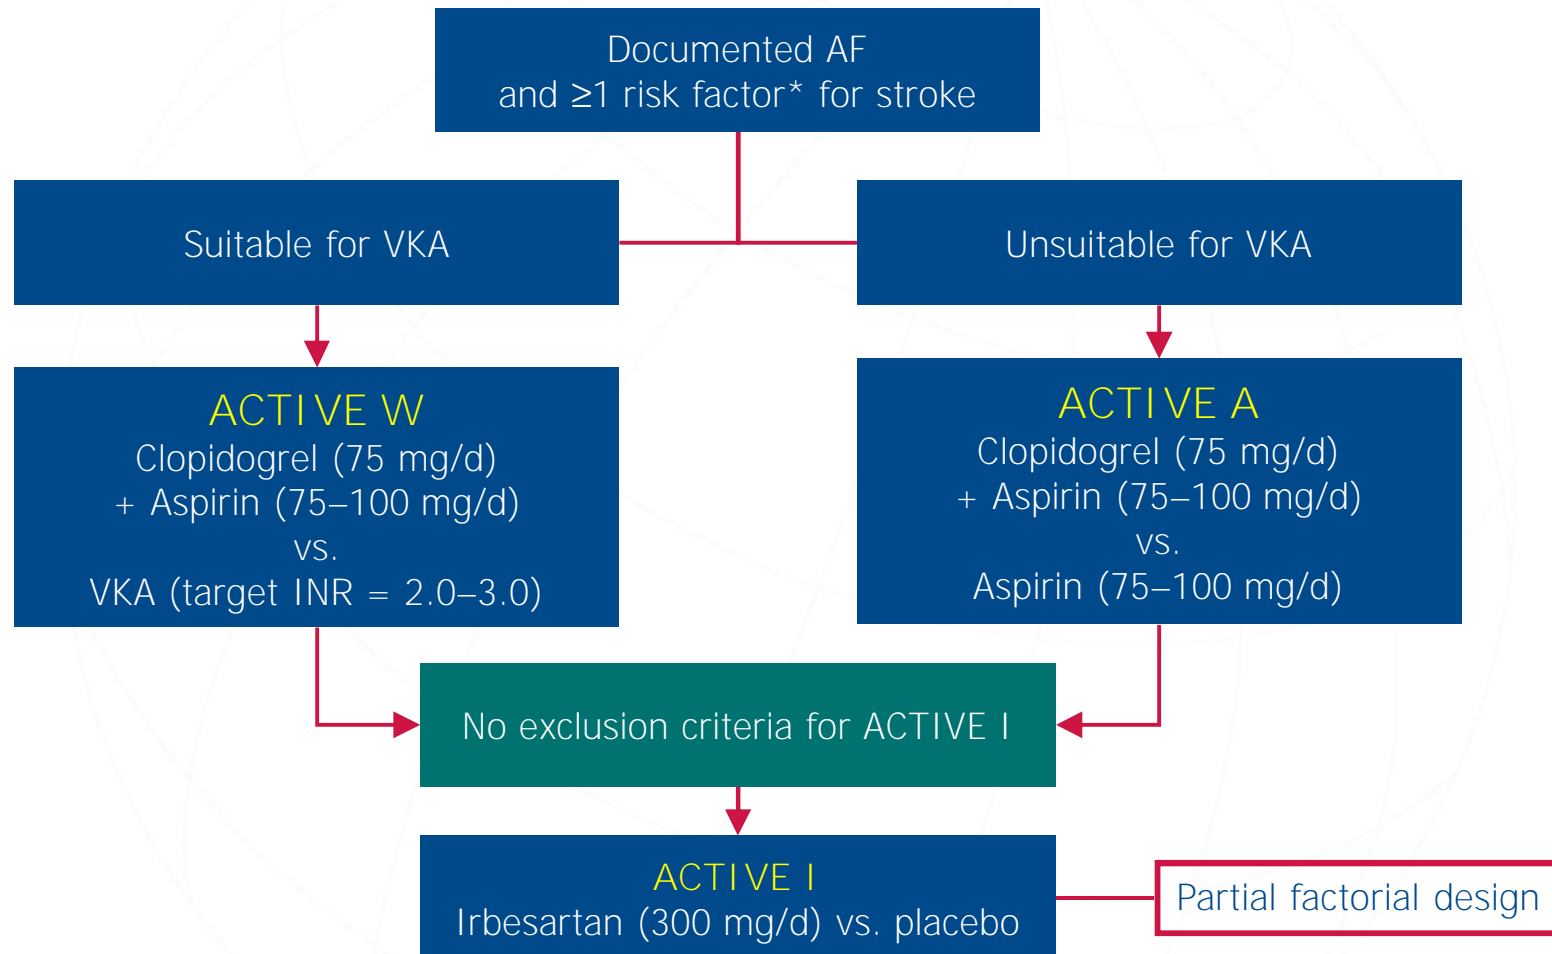 Documented AF
and ≥1 risk factor* for stroke
Suitable for VKA
Unsuitable for VKA
ACTIVE W
Clopidogrel (75 mg/d)
+ Aspirin (75–100 mg/d)
vs.
VKA (target INR = 2.0–3.0)
ACTIVE A
Clopidogrel (75 mg/d)
+ Aspirin (75–100 mg/d)
vs.
Aspirin (75–100 mg/d)
No exclusion criteria for ACTIVE I
ACTIVE I
Irbesartan (300 mg/d) vs. placebo
Partial factorial design